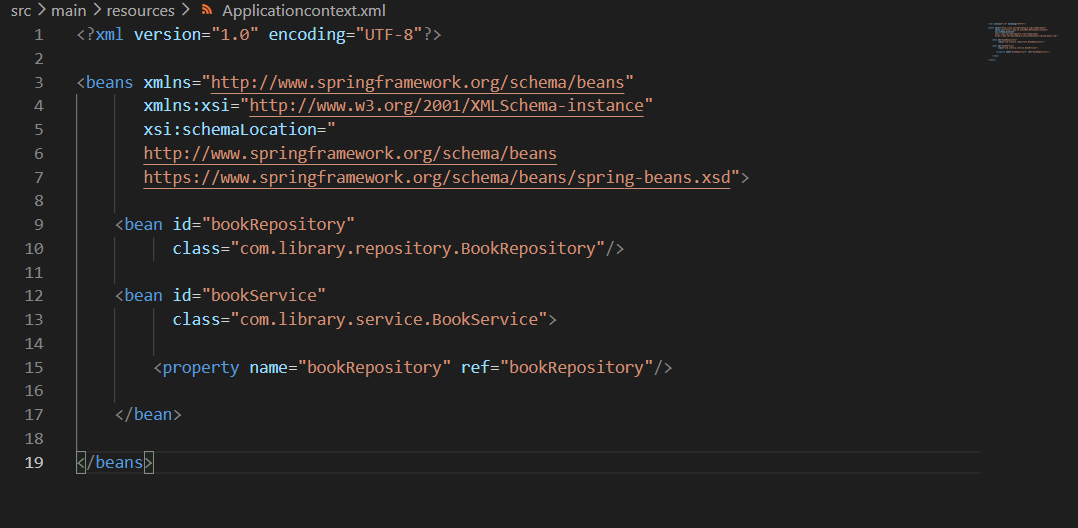 src > main > resources > Applicationcontext.xml
1 <?xml version="1.0" encoding="UTF-8"?>
2
3 <beans xmlns="http://www.springframework.org/schema/beans"
4 xmlns:xsi="http://www.w3.org/2001/XMLSchema-instance"
5 xsi:schemaLocation="
6 http://www.springframework.org/schema/beans
7 https://www.springframework.org/schema/beans/spring-beans.xsd">
8
9 <bean id="bookRepository"
10 class="com.library.repository.BookRepository"/>
11
12 <bean id="bookService"
13 class="com.library.service.BookService">
14
15 <property name="bookRepository" ref="bookRepository"/>
16
17 </bean>
18
19 </beans>